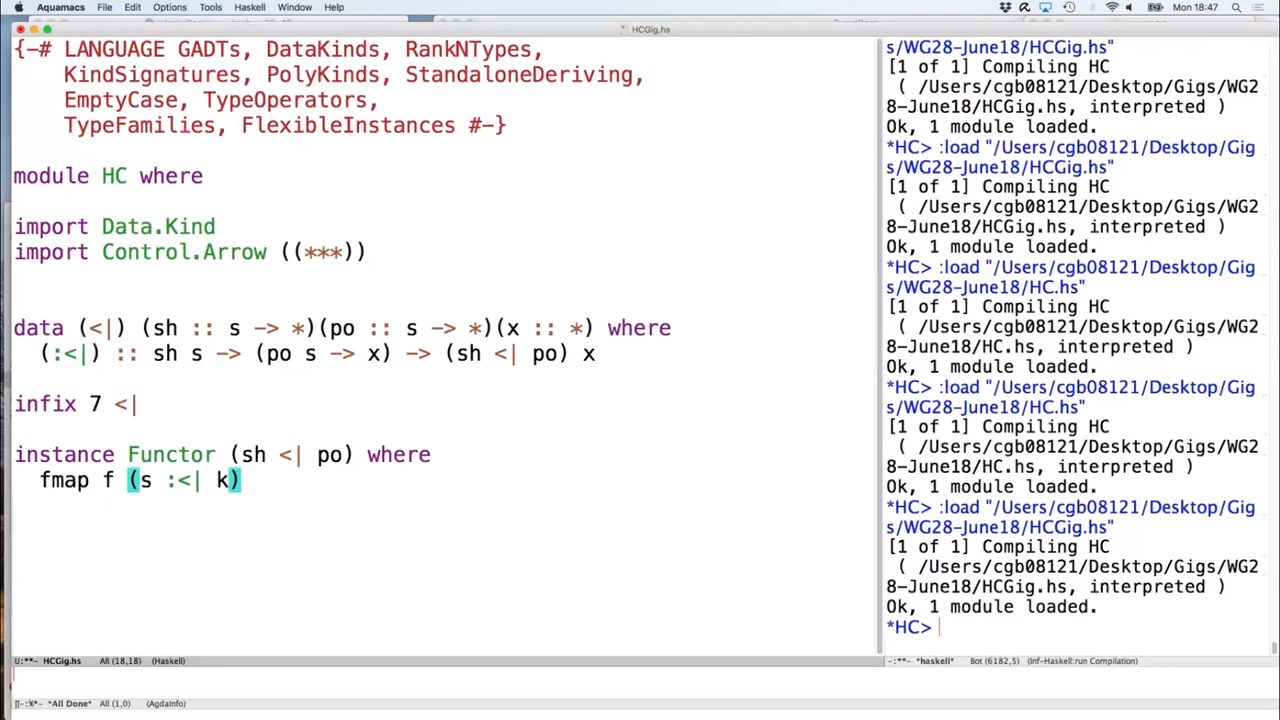 Aquamacs File Edit Options Tools Haskell Window Help
Mon 18:47
HCGig.hs
{-# LANGUAGE GADTs, DataKinds, RankNTypes,
KindSignatures, PolyKinds, StandaloneDeriving,
EmptyCase, TypeOperators,
TypeFamilies, FlexibleInstances #-}
module HC where
import Data.Kind
import Control.Arrow ((***))
data (<|) (sh :: s -> *)(po :: s -> *)(x :: *) where
(:<|) :: sh s -> (po s -> x) -> (sh <| po) x
infix 7 <|
instance Functor (sh <| po) where
fmap f (s :<| k)
U:**- HCGig.hs All (18,18) (Haskell)
s/WG28-June18/HCGig.hs"
[1 of 1] Compiling HC
( /Users/cgb08121/Desktop/Gigs/WG2
8-June18/HCGig.hs, interpreted )
Ok, 1 module loaded.
*HC> :load "/Users/cgb08121/Desktop/Gig
s/WG28-June18/HCGig.hs"
[1 of 1] Compiling HC
( /Users/cgb08121/Desktop/Gigs/WG2
8-June18/HCGig.hs, interpreted )
Ok, 1 module loaded.
*HC> :load "/Users/cgb08121/Desktop/Gig
s/WG28-June18/HC.hs"
[1 of 1] Compiling HC
( /Users/cgb08121/Desktop/Gigs/WG2
8-June18/HC.hs, interpreted )
Ok, 1 module loaded.
*HC> :load "/Users/cgb08121/Desktop/Gig
s/WG28-June18/HC.hs"
[1 of 1] Compiling HC
( /Users/cgb08121/Desktop/Gigs/WG2
8-June18/HC.hs, interpreted )
Ok, 1 module loaded.
*HC> :load "/Users/cgb08121/Desktop/Gig
s/WG28-June18/HCGig.hs"
[1 of 1] Compiling HC
( /Users/cgb08121/Desktop/Gigs/WG2
8-June18/HCGig.hs, interpreted )
Ok, 1 module loaded.
*HC>
-:**- *haskell* Bot (6182,5) (Inf-Haskell:run Compilation)
*All Done* All (1,0) (AgdaInfo)